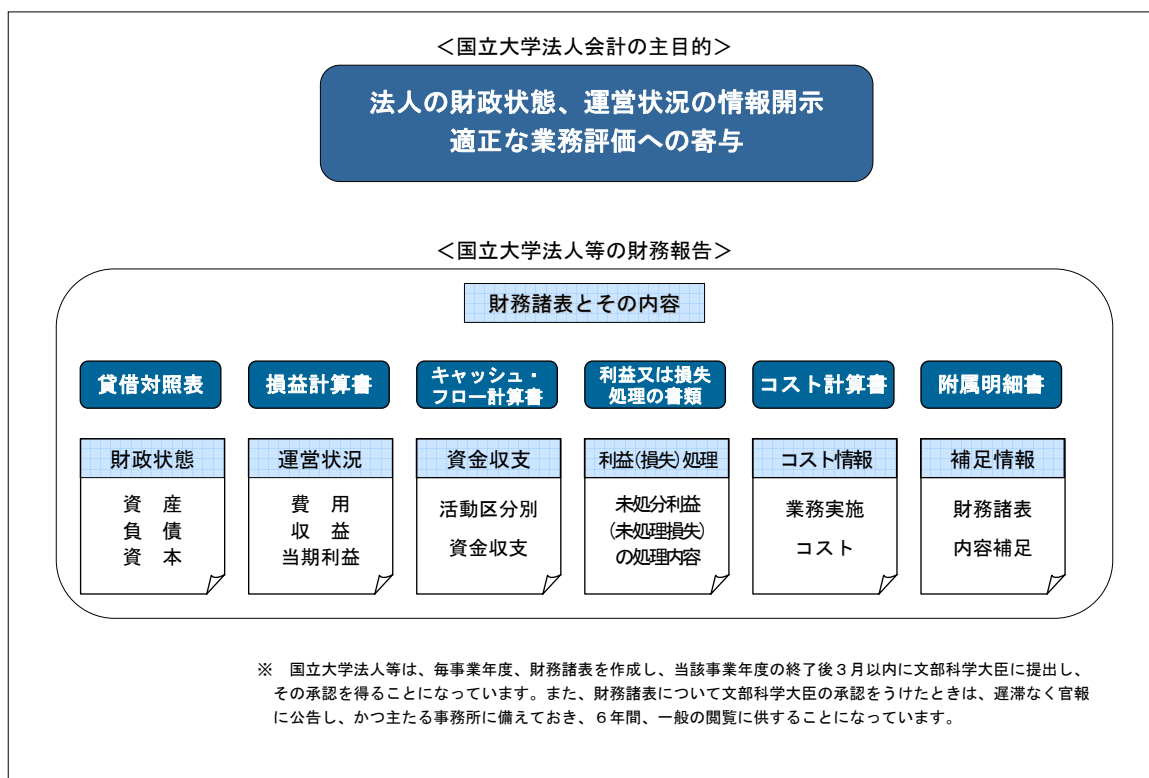 ＜国立大学法人会計の主目的＞
法人の財政状態、運営状況の情報開示
適正な業務評価への寄与
＜国立大学法人等の財務報告＞
財務諸表とその内容
貸借対照表
損益計算書
キャッシュ・
フロー計算書
利益又は損失
処理の書類
コスト計算書
附属明細書
財政状態
資　産
負　債
資　本
運営状況
費　用
収　益
当期利益
資金収支
活動区分別
資金収支
利益(損失)処理
未処分利益
(未処理損失)
の処理内容
コスト情報
業務実施
コスト
補足情報
財務諸表
内容補足
※　国立大学法人等は、毎事業年度、財務諸表を作成し、当該事業年度の終了後３月以内に文部科学大臣に提出し、
その承認を得ることになっています。また、財務諸表について文部科学大臣の承認をうけたときは、遅滞なく官報
に公告し、かつ主たる事務所に備えておき、６年間、一般の閲覧に供することになっています。